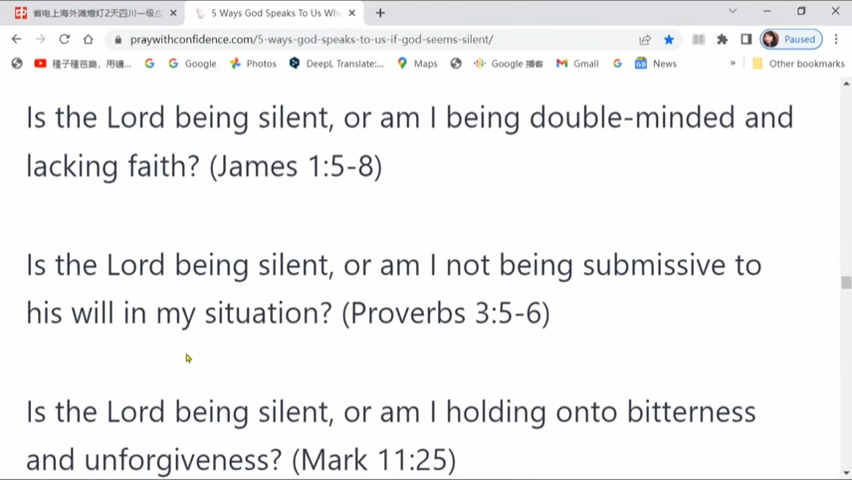 省电上海外滩熄灯2天四川一级应
5 Ways God Speaks To Us Whe
praywithconfidence.com/5-ways-god-speaks-to-us-if-god-seems-silent/
Paused
Google
Photos
DeepL Translate:...
Maps
Google 播客
Gmail
News
»
Other bookmarks
Is the Lord being silent, or am I being double-minded and
lacking faith? (James 1:5-8)
Is the Lord being silent, or am I not being submissive to
his will in my situation? (Proverbs 3:5-6)
Is the Lord being silent, or am I holding onto bitterness
and unforgiveness? (Mark 11:25)